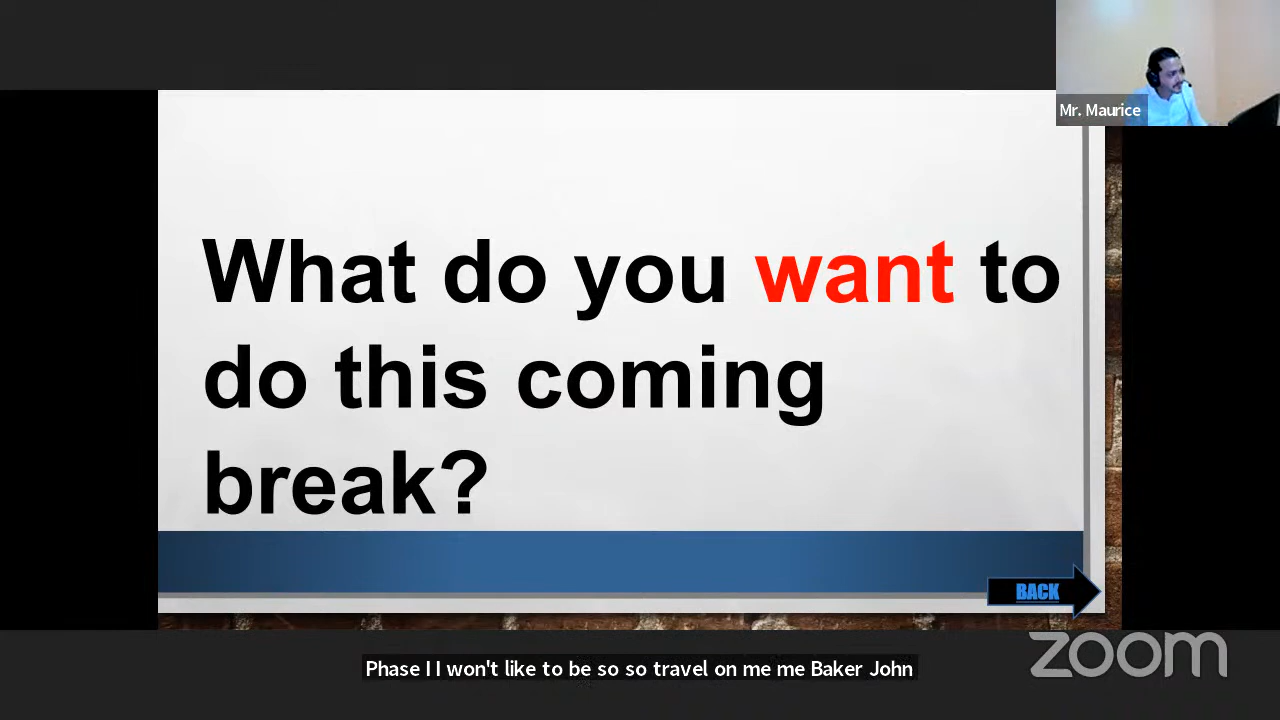 Mr. Maurice
What do you want to
do this coming
break?
BACK
Phase I I won't like to be so so travel on me me Baker John
zoom